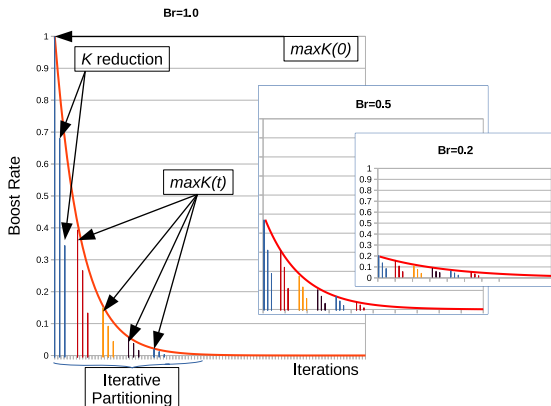 Br=1.0
maxK(0)
K reduction
maxK(t)
Boost Rate
1
0.9
0.8
0.7
0.6
0.5
0.4
0.3
0.2
0.1
0
Iterations
Iterative
Partitioning
Br=0.5
Br=0.2
1
0.9
0.8
0.7
0.6
0.5
0.4
0.3
0.2
0.1
0